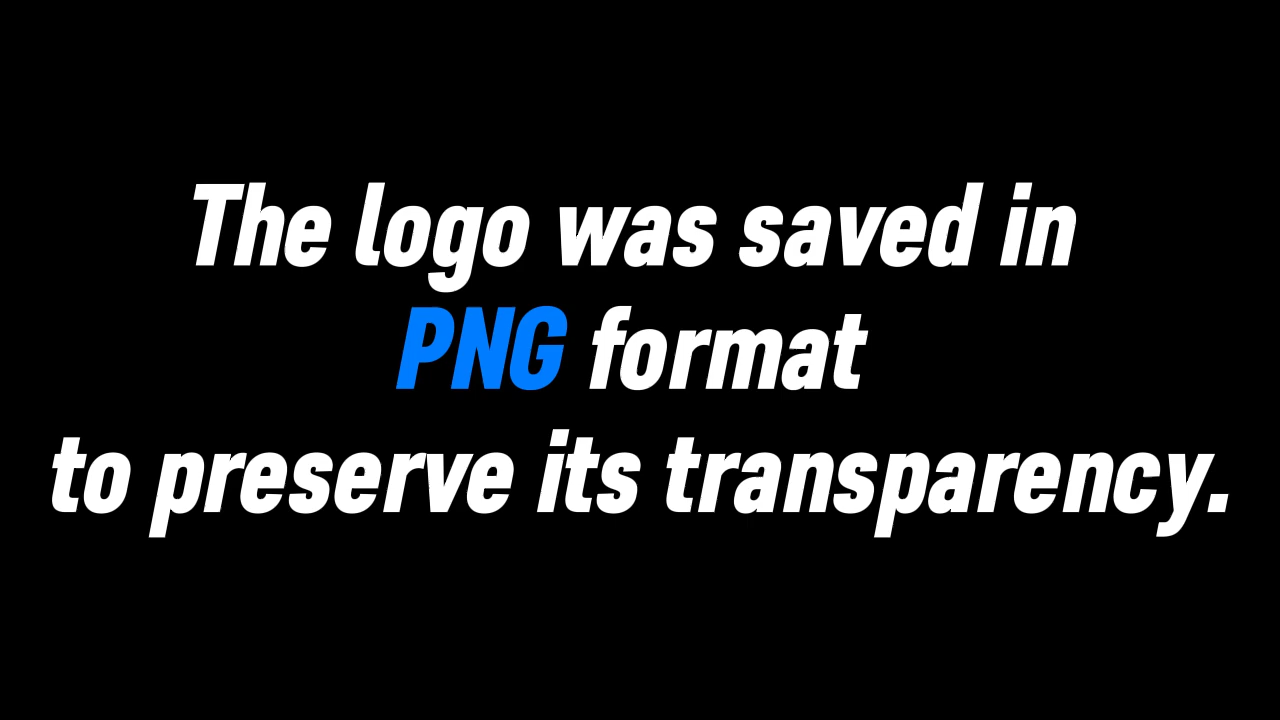 The logo was saved in
PNG format
to preserve its transparency.